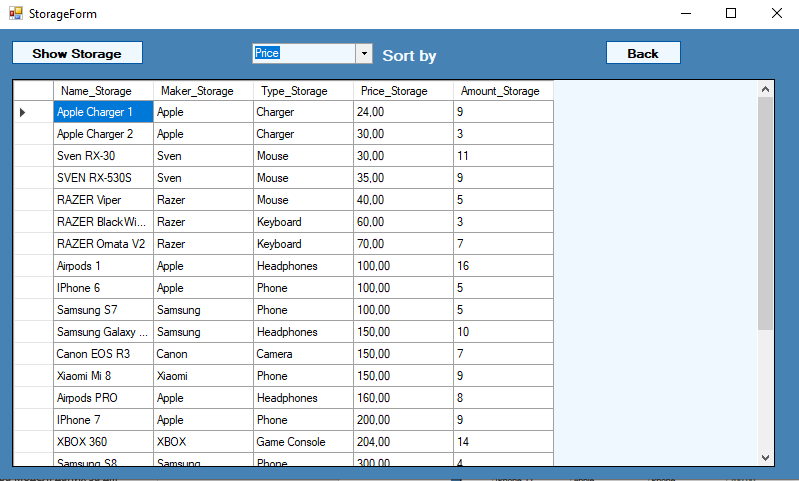 StorageForm
Show Storage Price Sort by Back
Name_Storage Maker_Storage Type_Storage Price_Storage Amount_Storage
Apple Charger 1 Apple Charger 24,00 9
Apple Charger 2 Apple Charger 30,00 3
Sven RX-30 Sven Mouse 30,00 11
SVEN RX-530S Sven Mouse 35,00 9
RAZER Viper Razer Mouse 40,00 5
RAZER BlackWi... Razer Keyboard 60,00 3
RAZER Ornata V2 Razer Keyboard 70,00 7
Airpods 1 Apple Headphones 100,00 16
IPhone 6 Apple Phone 100,00 5
Samsung S7 Samsung Phone 100,00 5
Samsung Galaxy ... Samsung Headphones 150,00 10
Canon EOS R3 Canon Camera 150,00 7
Xiaomi Mi 8 Xiaomi Phone 150,00 9
Airpods PRO Apple Headphones 160,00 8
IPhone 7 Apple Phone 200,00 9
XBOX 360 XBOX Game Console 204,00 14
Samsung S8 Samsung Phone 300,00 4